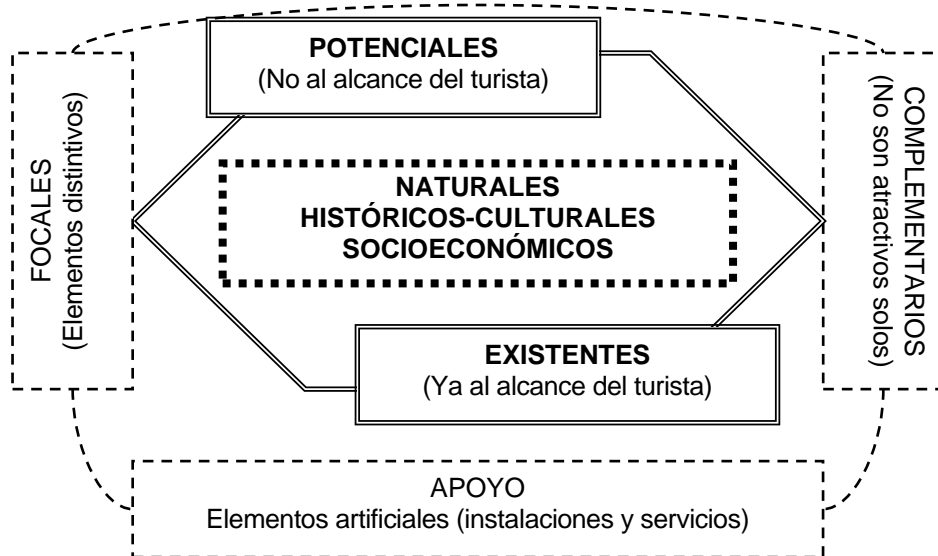 POTENCIALES
(No al alcance del turista)
FOCALES
(Elementos distintivos)
NATURALES
HISTÓRICOS-CULTURALES
SOCIOECONÓMICOS
COMPLEMENTARIOS
(No son atractivos solos)
EXISTENTES
(Ya al alcance del turista)
APOYO
Elementos artificiales (instalaciones y servicios)